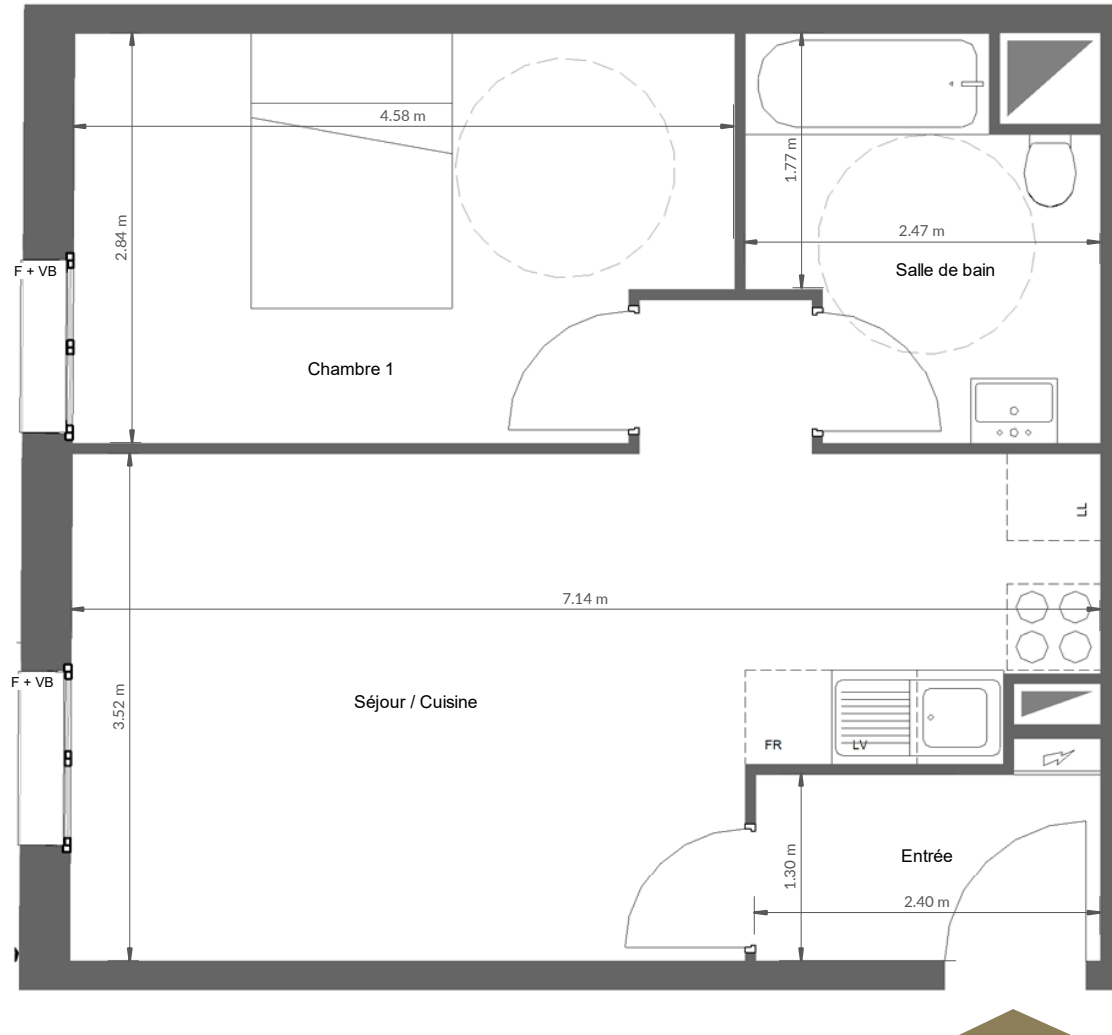 4.58 m
1.77 m
2.84 m
2.47 m
F + VB
Salle de bain
Chambre 1
LL
7.14 m
F + VB
3.52 m
Séjour / Cuisine
FR
LV
1.30 m
Entrée
2.40 m